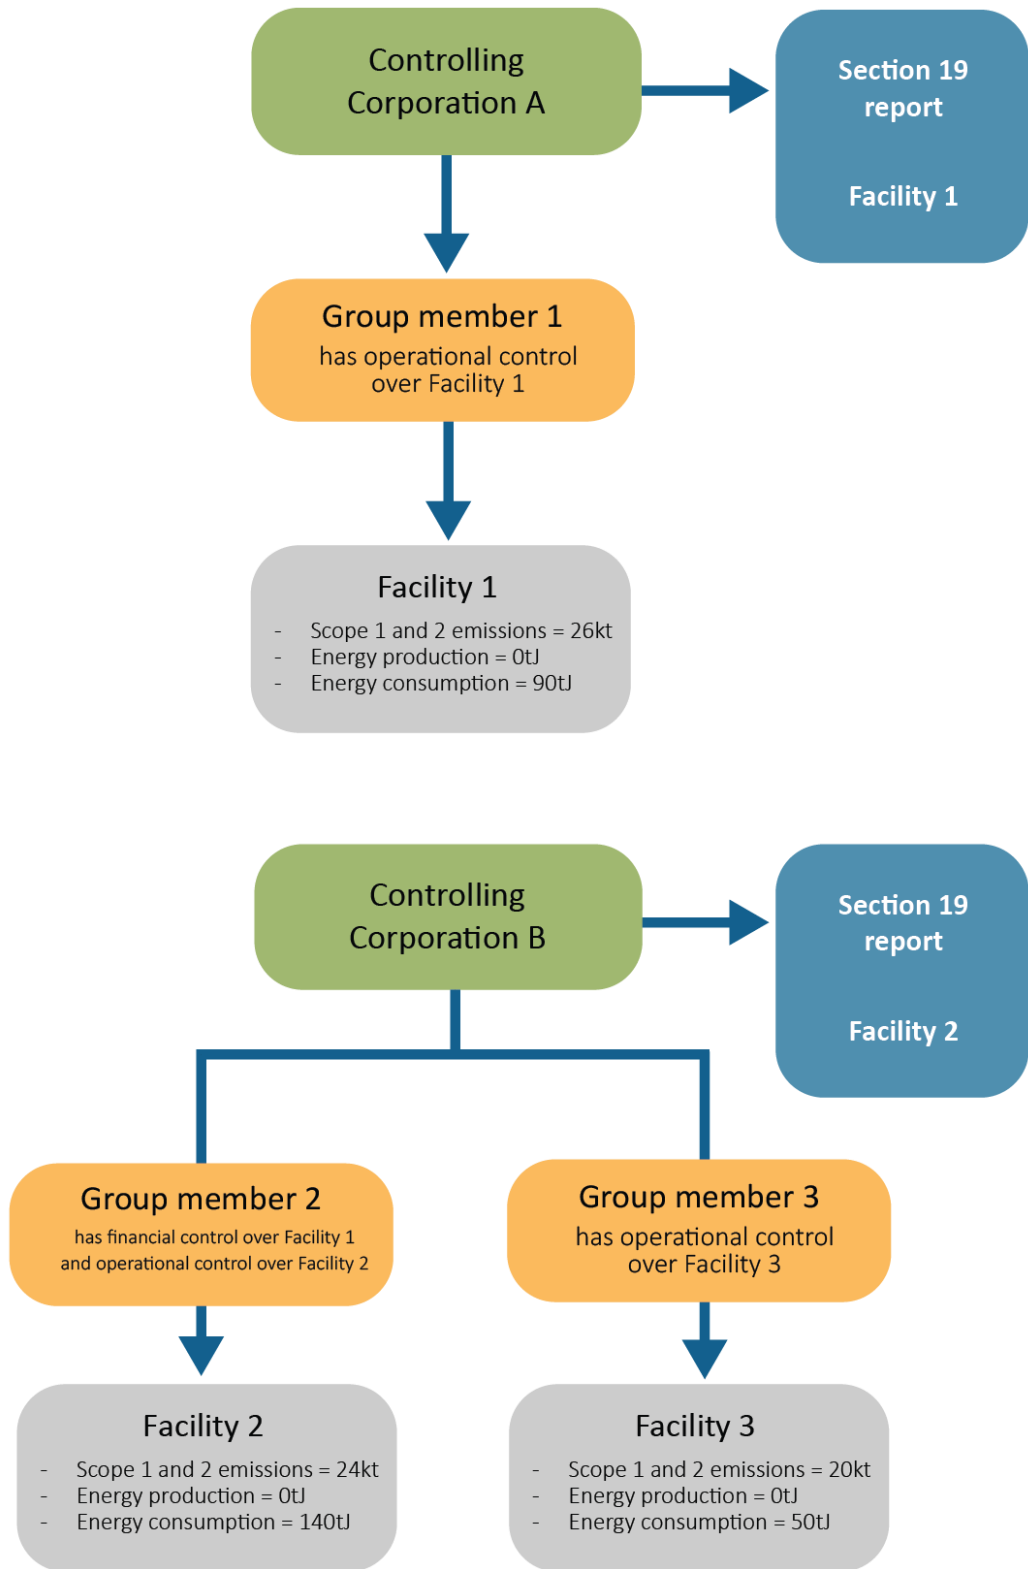 Controlling
Corporation A
Section 19
report
Facility 1
Group member 1
has operational control
over Facility 1
Facility 1
- Scope 1 and 2 emissions = 26kt
- Energy production = 0tJ
- Energy consumption = 90tJ
Controlling
Corporation B
Section 19
report
Facility 2
Group member 2
has financial control over Facility 1
and operational control over Facility 2
Group member 3
has operational control
over Facility 3
Facility 2
- Scope 1 and 2 emissions = 24kt
- Energy production = 0tJ
- Energy consumption = 140tJ
Facility 3
- Scope 1 and 2 emissions = 20kt
- Energy production = 0tJ
- Energy consumption = 50tJ